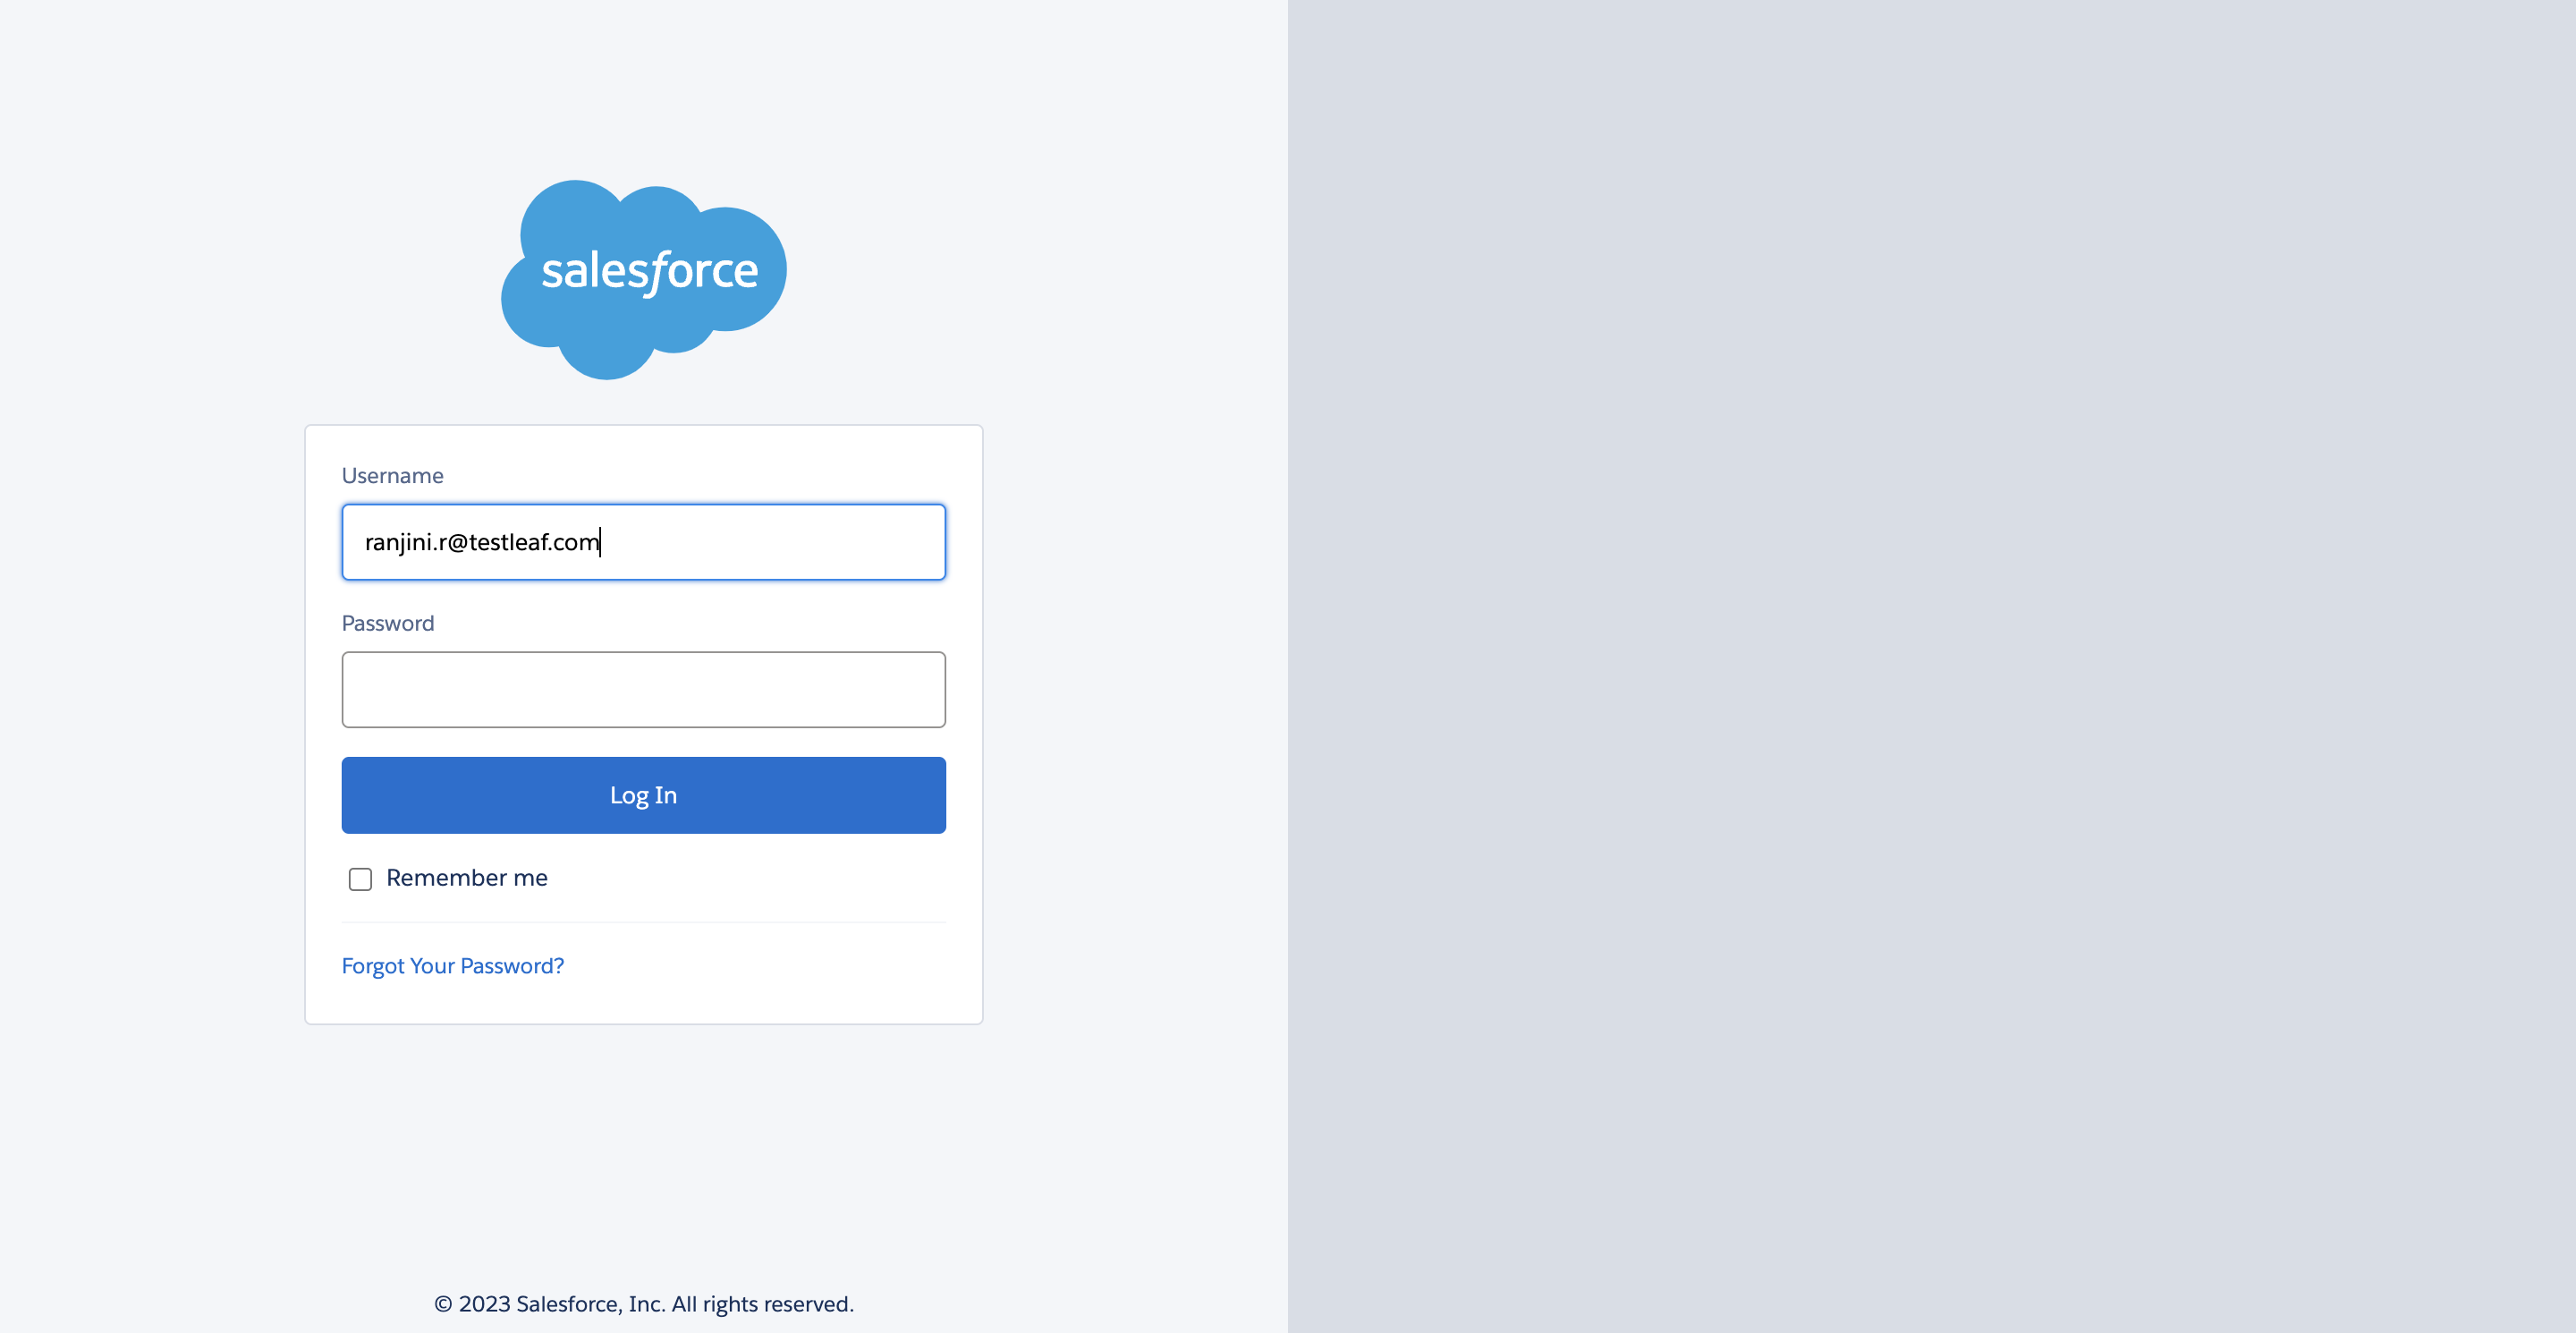 salesforce
Username
ranjini.r@testleaf.com
Password
Log In
Remember me
Forgot Your Password?
© 2023 Salesforce, Inc. All rights reserved.